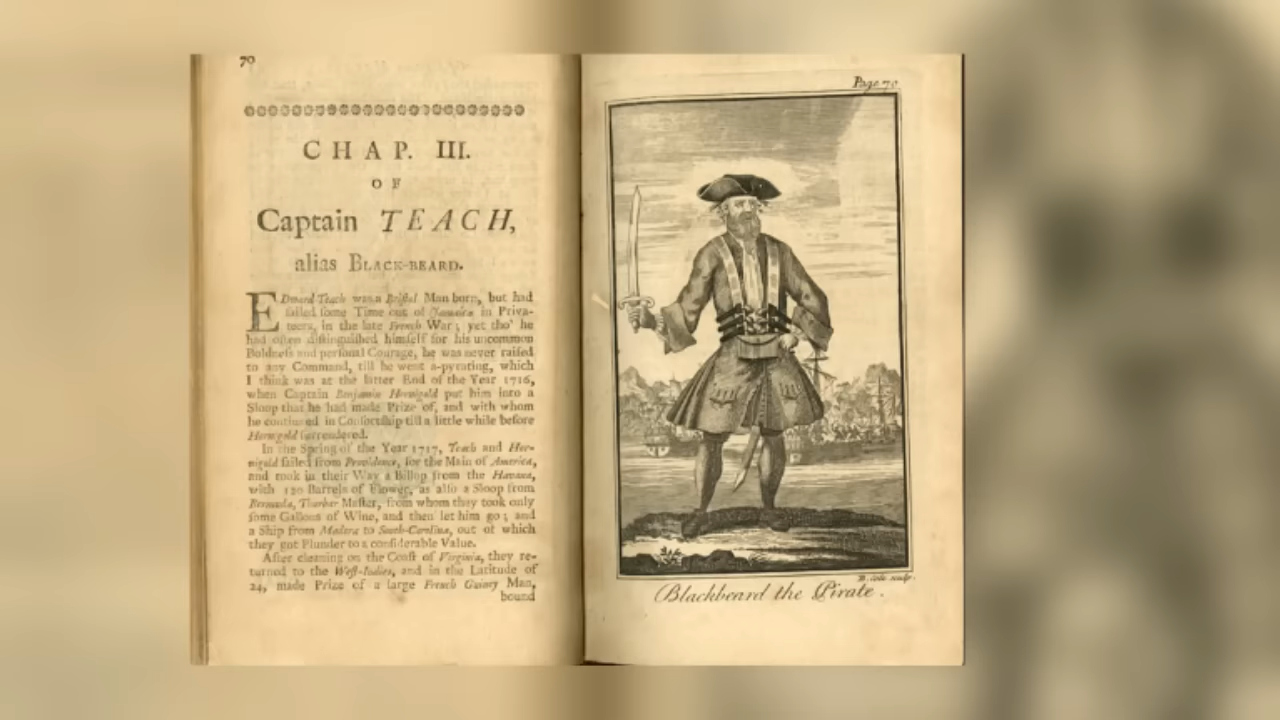 70
CHAP. III.
OF
Captain TEACH,
alias BLACK-BEARD.
EDward Teach was a Bristol Man born, but had
sailed some Time out of Jamaica in Priva-
teers, in the late French War; yet tho' he
had often distinguished himself for his uncommon
Boldness and personal Courage, he was never raised
to any Command, till he went a-pyrating, which
I think was at the latter End of the Year 1716,
when Captain Benjamin Hornigold put him into a
Sloop that he had made Prize of, and with whom
he continued in Consortship till a little while before
Hornigold surrendered.
In the Spring of the Year 1717, Teach and Hor-
nigold sailed from Providence, for the Main of America,
and took in their Way a Billop from the Havana,
with 120 Barrels of Flower, as also a Sloop from
Bermuda, Thurbar Master, from whom they took only
some Gallons of Wine, and then let him go; and
a Ship from Madera to South-Carolina, out of which
they got Plunder to a considerable Value.
After cleaning on the Coast of Virginia, they re-
turned to the West-Indies, and in the Latitude of
24, made Prize of a large French Guiney Man,
bound
Page 70.
B. Cole sculp.
Blackbeard the Pirate.